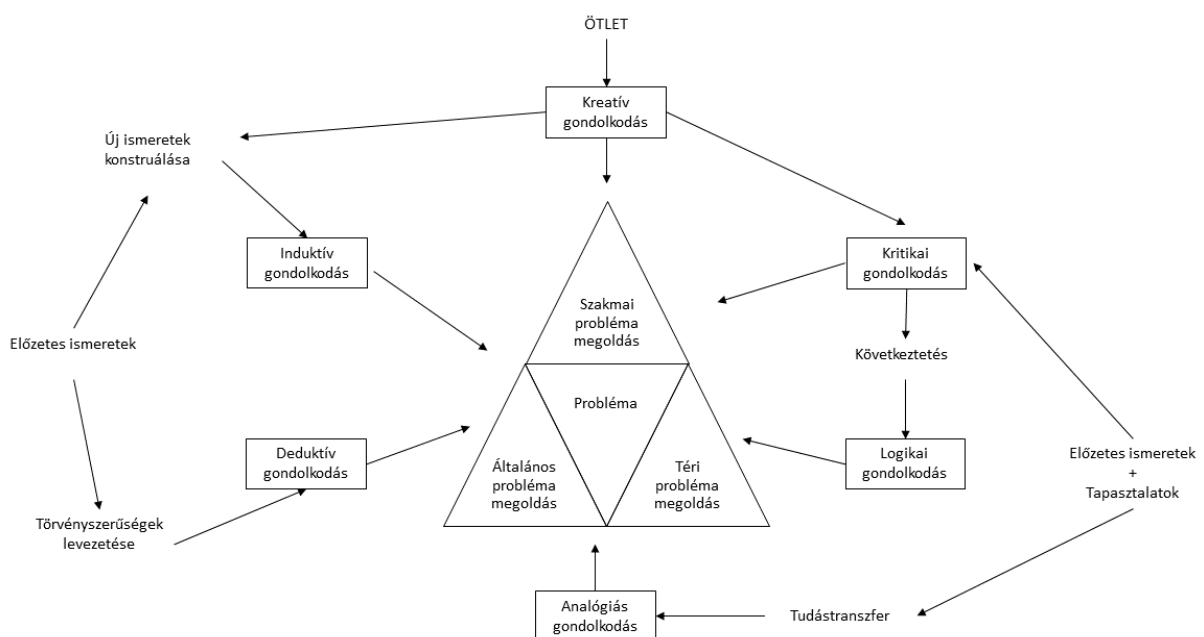 ÖTLET
Kreatív
gondolkodás
Új ismeretek
konstruálása
Induktív
gondolkodás
Kritikai
gondolkodás
Szakmai
probléma
megoldás
Előzetes ismeretek
Következtetés
Probléma
Deduktív
gondolkodás
Általános
probléma
megoldás
Téri
probléma
megoldás
Logikai
gondolkodás
Előzetes ismeretek
+
Tapasztalatok
Törvényszerűségek
levezetése
Analógiás
gondolkodás
Tudástranszfer